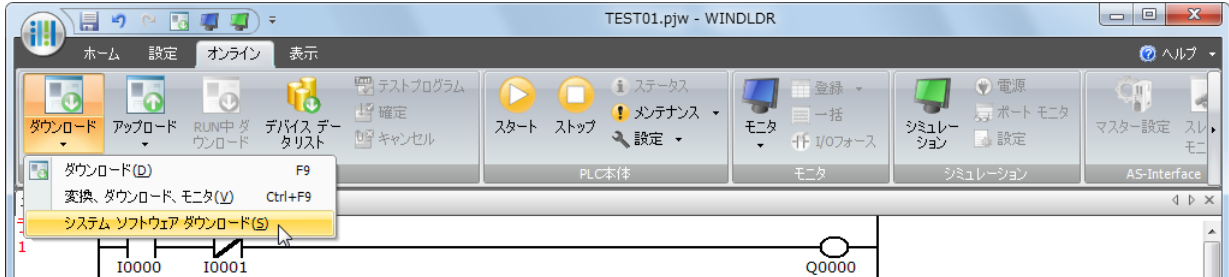 TEST01.pjw - WINDLDR
ホーム 設定 オンライン 表示 ヘルプ
ダウンロード
アップロード
RUN中 ダウンロード
デバイス データリスト
テストプログラム
確定
キャンセル
スタート
ストップ
ステータス
メンテナンス
設定
モニタ
登録
一括
I/Oフォース
シミュレーション
電源
ポート モニタ
設定
マスター設定
PLC本体 モニタ シミュレーション AS-Interface
ダウンロード(D) F9
変換、ダウンロード、モニタ(V) Ctrl+F9
システム ソフトウェア ダウンロード(S)
1
I0000 I0001 Q0000